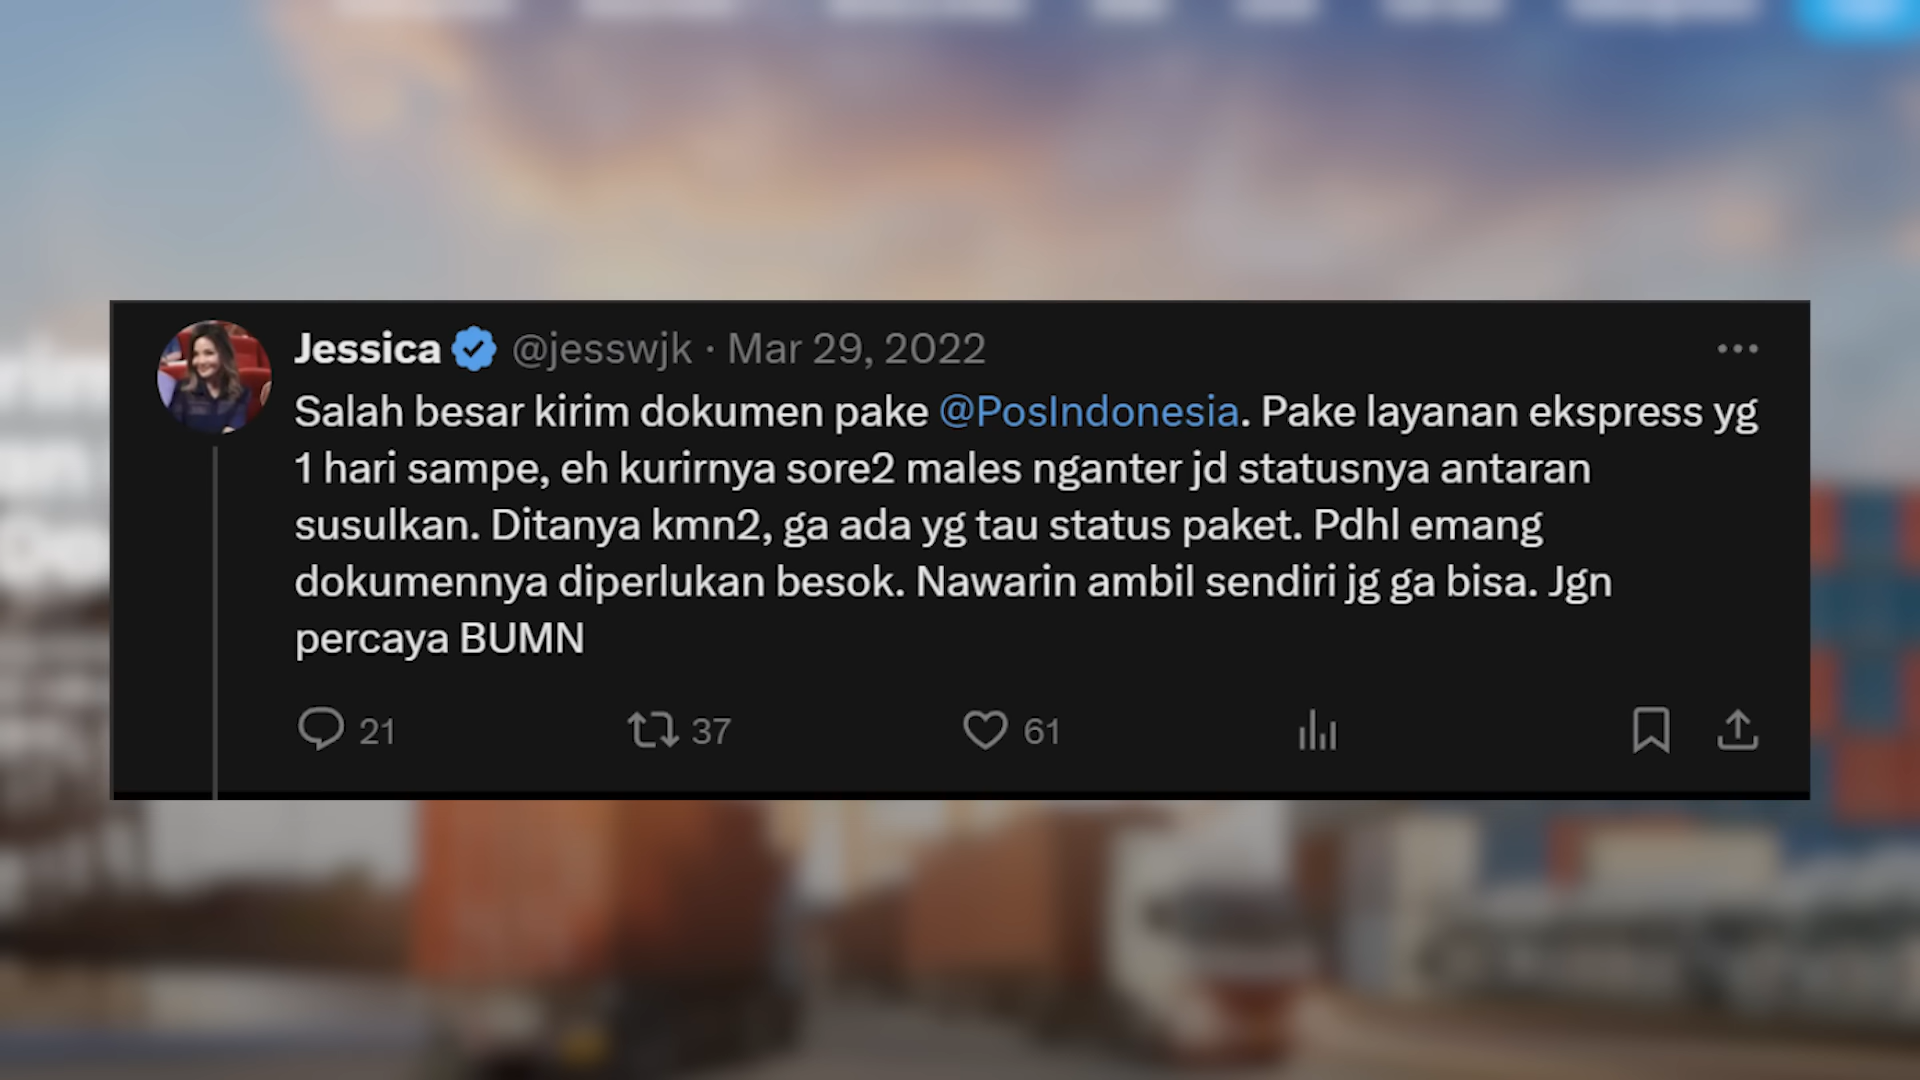 Jessica @jesswjk · Mar 29, 2022
Salah besar kirim dokumen pake @PosIndonesia. Pake layanan ekspress yg
1 hari sampe, eh kurirnya sore2 males nganter jd statusnya antaran
susulkan. Ditanya kmn2, ga ada yg tau status paket. Pdhl emang
dokumennya diperlukan besok. Nawarin ambil sendiri jg ga bisa. Jgn
percaya BUMN
21 37 61